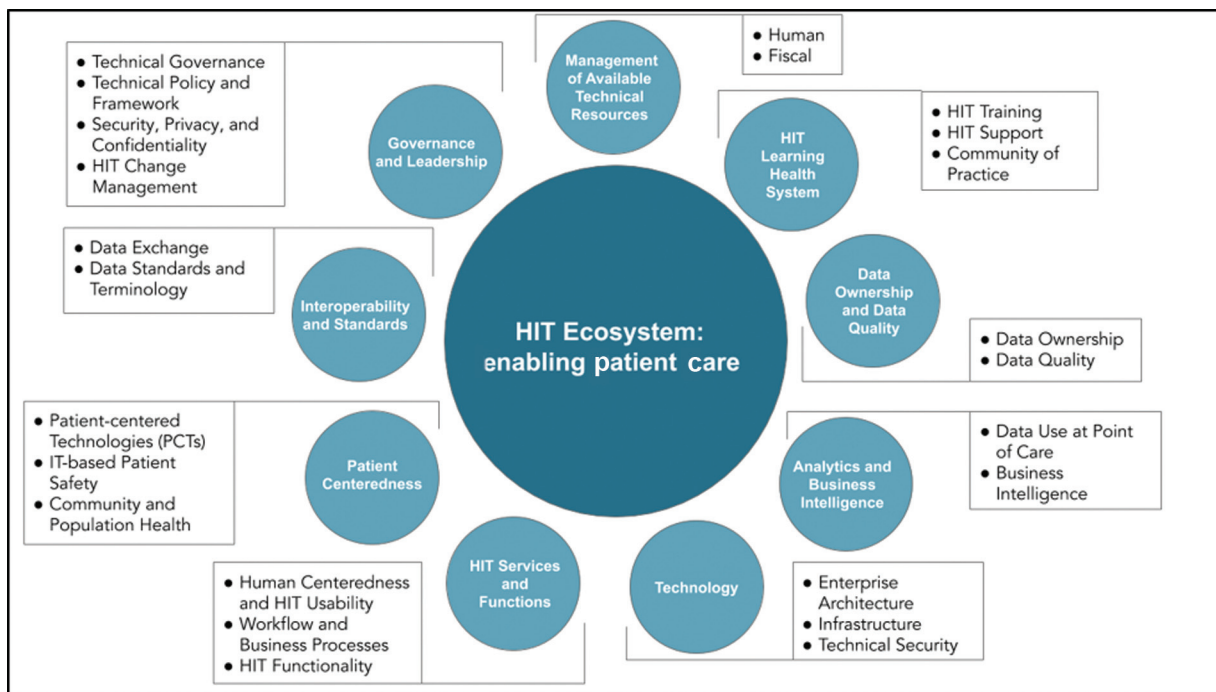 ● Technical Governance
● Technical Policy and
Framework
● Security, Privacy, and
Confidentiality
● HIT Change
Management
Governance
and Leadership
Management
of Available
Technical
Resources
● Human
● Fiscal
HIT
Learning
Health
System
● HIT Training
● HIT Support
● Community of
Practice
● Data Exchange
● Data Standards and
Terminology
Interoperability
and Standards
HIT Ecosystem:
enabling patient care
Data
Ownership
and Data
Quality
● Data Ownership
● Data Quality
● Patient-centered
Technologies (PCTs)
● IT-based Patient
Safety
● Community and
Population Health
Patient
Centeredness
Analytics and
Business
Intelligence
● Data Use at Point
of Care
● Business
Intelligence
● Human Centeredness
and HIT Usability
● Workflow and
Business Processes
● HIT Functionality
HIT Services
and
Functions
Technology
● Enterprise
Architecture
● Infrastructure
● Technical Security